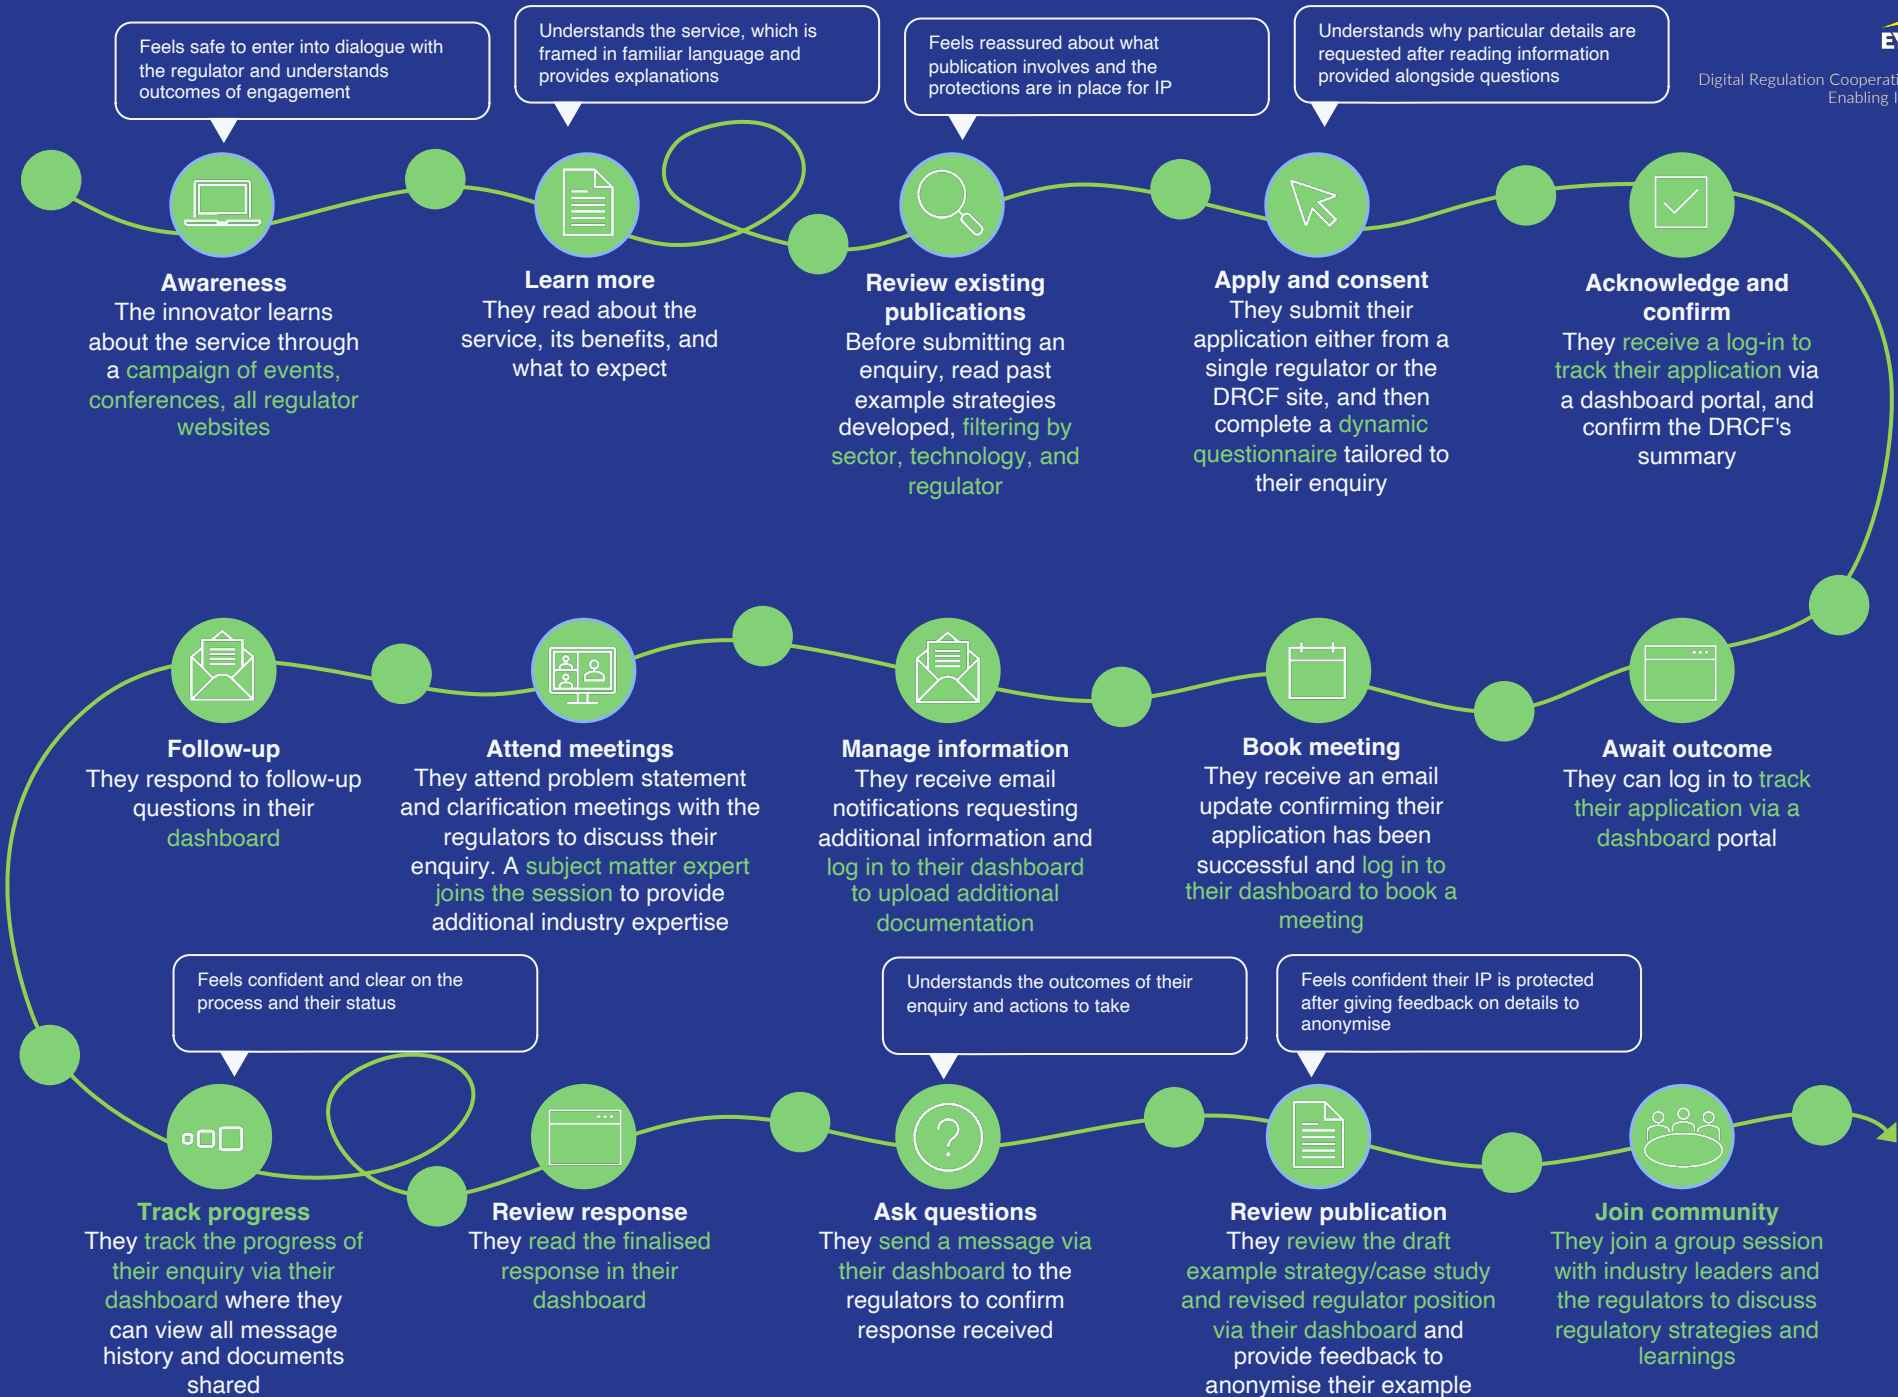 Feels safe to enter into dialogue with
the regulator and understands
outcomes of engagement
Understands the service, which is
framed in familiar language and
provides explanations
Feels reassured about what
publication involves and the
protections are in place for IP
Understands why particular details are
requested after reading information
provided alongside questions
EY
Digital Regulation Cooperati
Enabling I
Awareness
The innovator learns
about the service through
a campaign of events,
conferences, all regulator
websites
Learn more
They read about the
service, its benefits, and
what to expect
Review existing
publications
Before submitting an
enquiry, read past
example strategies
developed, filtering by
sector, technology, and
regulator
Apply and consent
They submit their
application either from a
single regulator or the
DRCF site, and then
complete a dynamic
questionnaire tailored to
their enquiry
Acknowledge and
confirm
They receive a log-in to
track their application via
a dashboard portal, and
confirm the DRCF's
summary
Follow-up
They respond to follow-up
questions in their
dashboard
Attend meetings
They attend problem statement
and clarification meetings with the
regulators to discuss their
enquiry. A subject matter expert
joins the session to provide
additional industry expertise
Manage information
They receive email
notifications requesting
additional information and
log in to their dashboard
to upload additional
documentation
Book meeting
They receive an email
update confirming their
application has been
successful and log in to
their dashboard to book a
meeting
Await outcome
They can log in to track
their application via a
dashboard portal
Feels confident and clear on the
process and their status
Understands the outcomes of their
enquiry and actions to take
Feels confident their IP is protected
after giving feedback on details to
anonymise
?
Track progress
They track the progress of
their enquiry via their
dashboard where they
can view all message
history and documents
shared
Review response
They read the finalised
response in their
dashboard
Ask questions
They send a message via
their dashboard to the
regulators to confirm
response received
Review publication
They review the draft
example strategy/case study
and revised regulator position
via their dashboard and
provide feedback to
anonymise their example
Join community
They join a group session
with industry leaders and
the regulators to discuss
regulatory strategies and
learnings